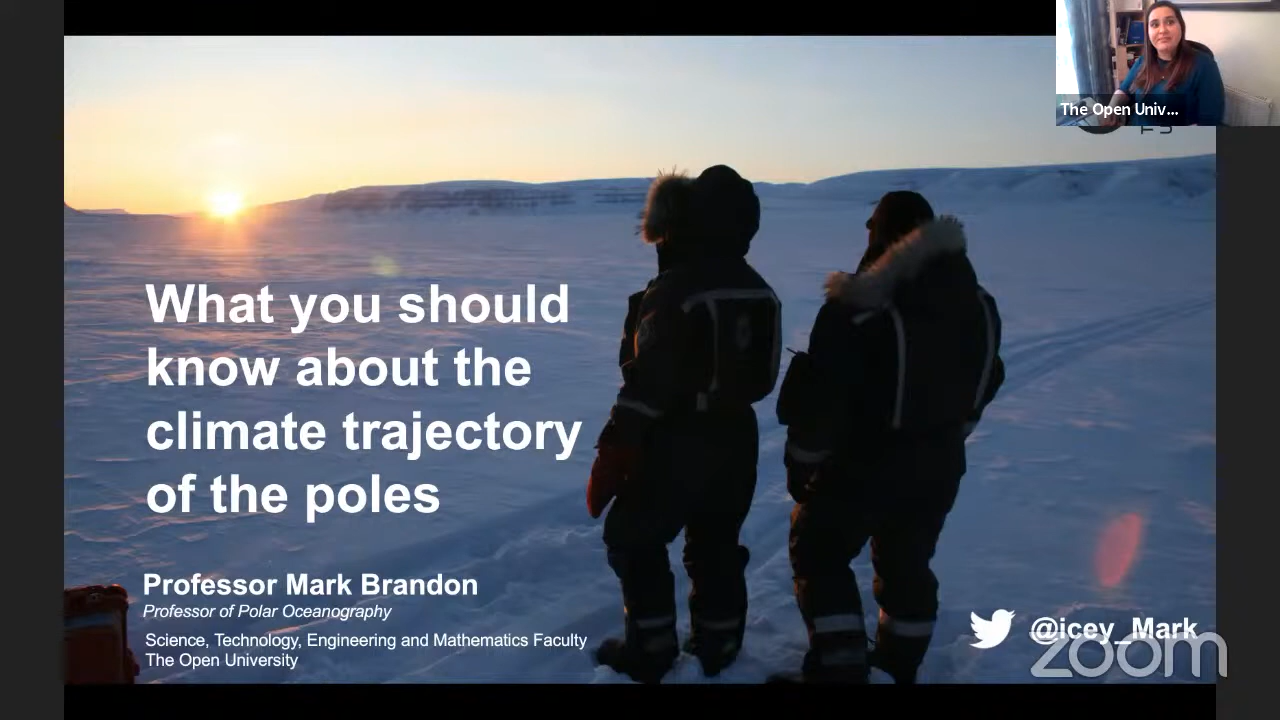 The Open Univ...
What you should
know about the
climate trajectory
of the poles
Professor Mark Brandon
Professor of Polar Oceanography
Science, Technology, Engineering and Mathematics Faculty
The Open University
@icey_Mark
zoom